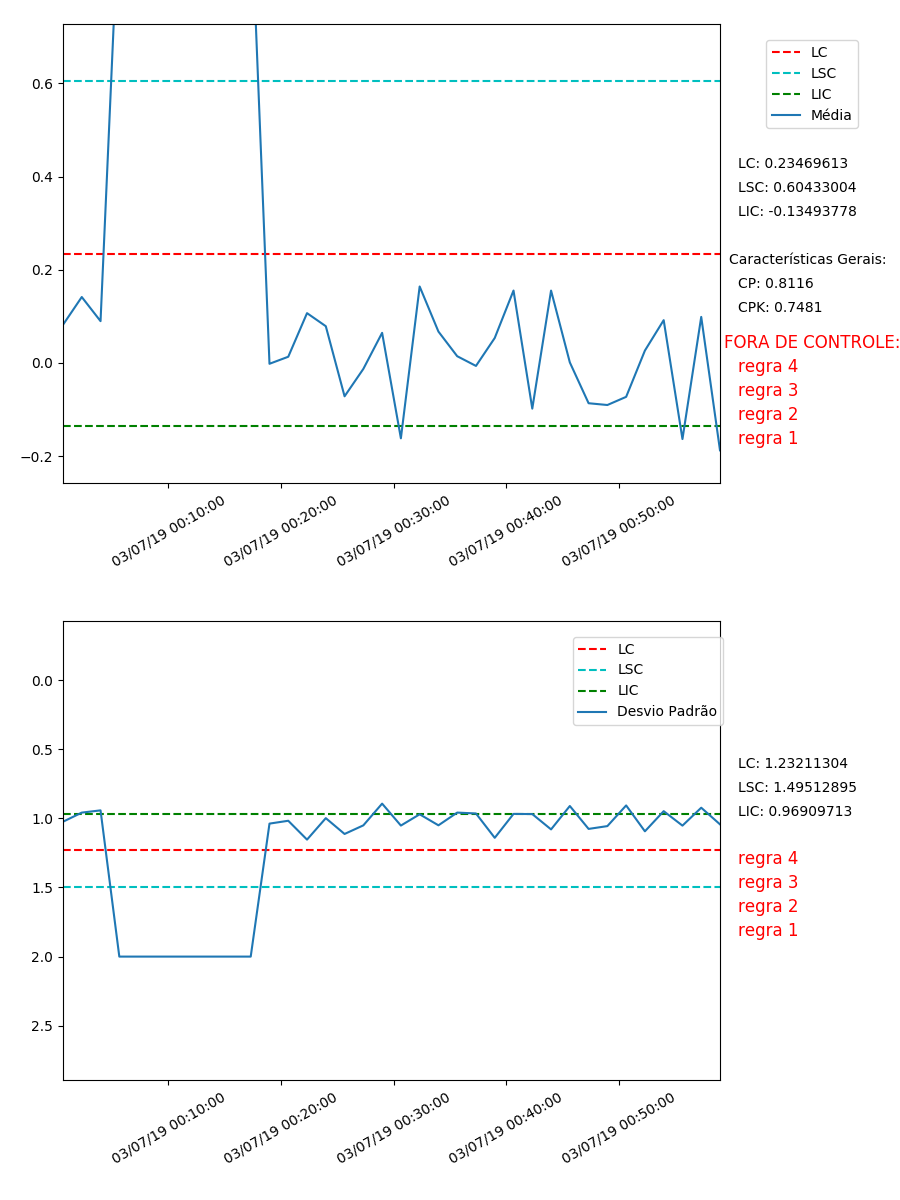 LC
LSC
LIC
Média
LC: 0.23469613
LSC: 0.60433004
LIC: -0.13493778
Características Gerais:
CP: 0.8116
CPK: 0.7481
FORA DE CONTROLE:
regra 4
regra 3
regra 2
regra 1
0.6
0.4
0.2
0.0
−0.2
03/07/19 00:10:00
03/07/19 00:20:00
03/07/19 00:30:00
03/07/19 00:40:00
03/07/19 00:50:00
LC
LSC
LIC
Desvio Padrão
LC: 1.23211304
LSC: 1.49512895
LIC: 0.96909713
regra 4
regra 3
regra 2
regra 1
0.0
0.5
1.0
1.5
2.0
2.5
03/07/19 00:10:00
03/07/19 00:20:00
03/07/19 00:30:00
03/07/19 00:40:00
03/07/19 00:50:00